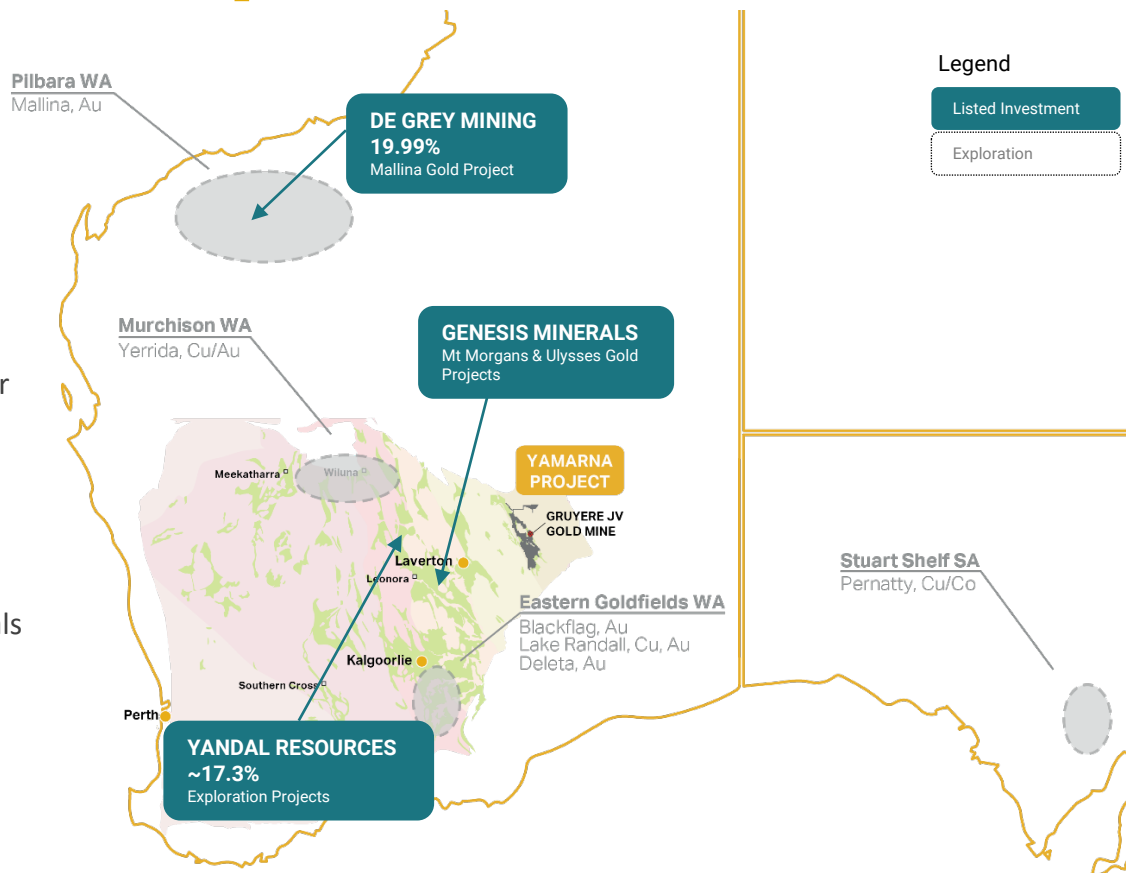 Pilbara WA
Mallina, Au
DE GREY MINING
19.99%
Mallina Gold Project
Legend
Listed Investment
Exploration
Murchison WA
Yerrida, Cu/Au
GENESIS MINERALS
Mt Morgans & Ulysses Gold
Projects
r
YAMARNA
PROJECT
Meekatharra
Wiluna
GRUYERE JV
GOLD MINE
Laverton
Leonora
Stuart Shelf SA
Pernatty, Cu/Co
Eastern Goldfields WA
Blackflag, Au
Lake Randall, Cu, Au
Deleta, Au
ls
Kalgoorlie
Southern Cross
Perth
YANDAL RESOURCES
~17.3%
Exploration Projects